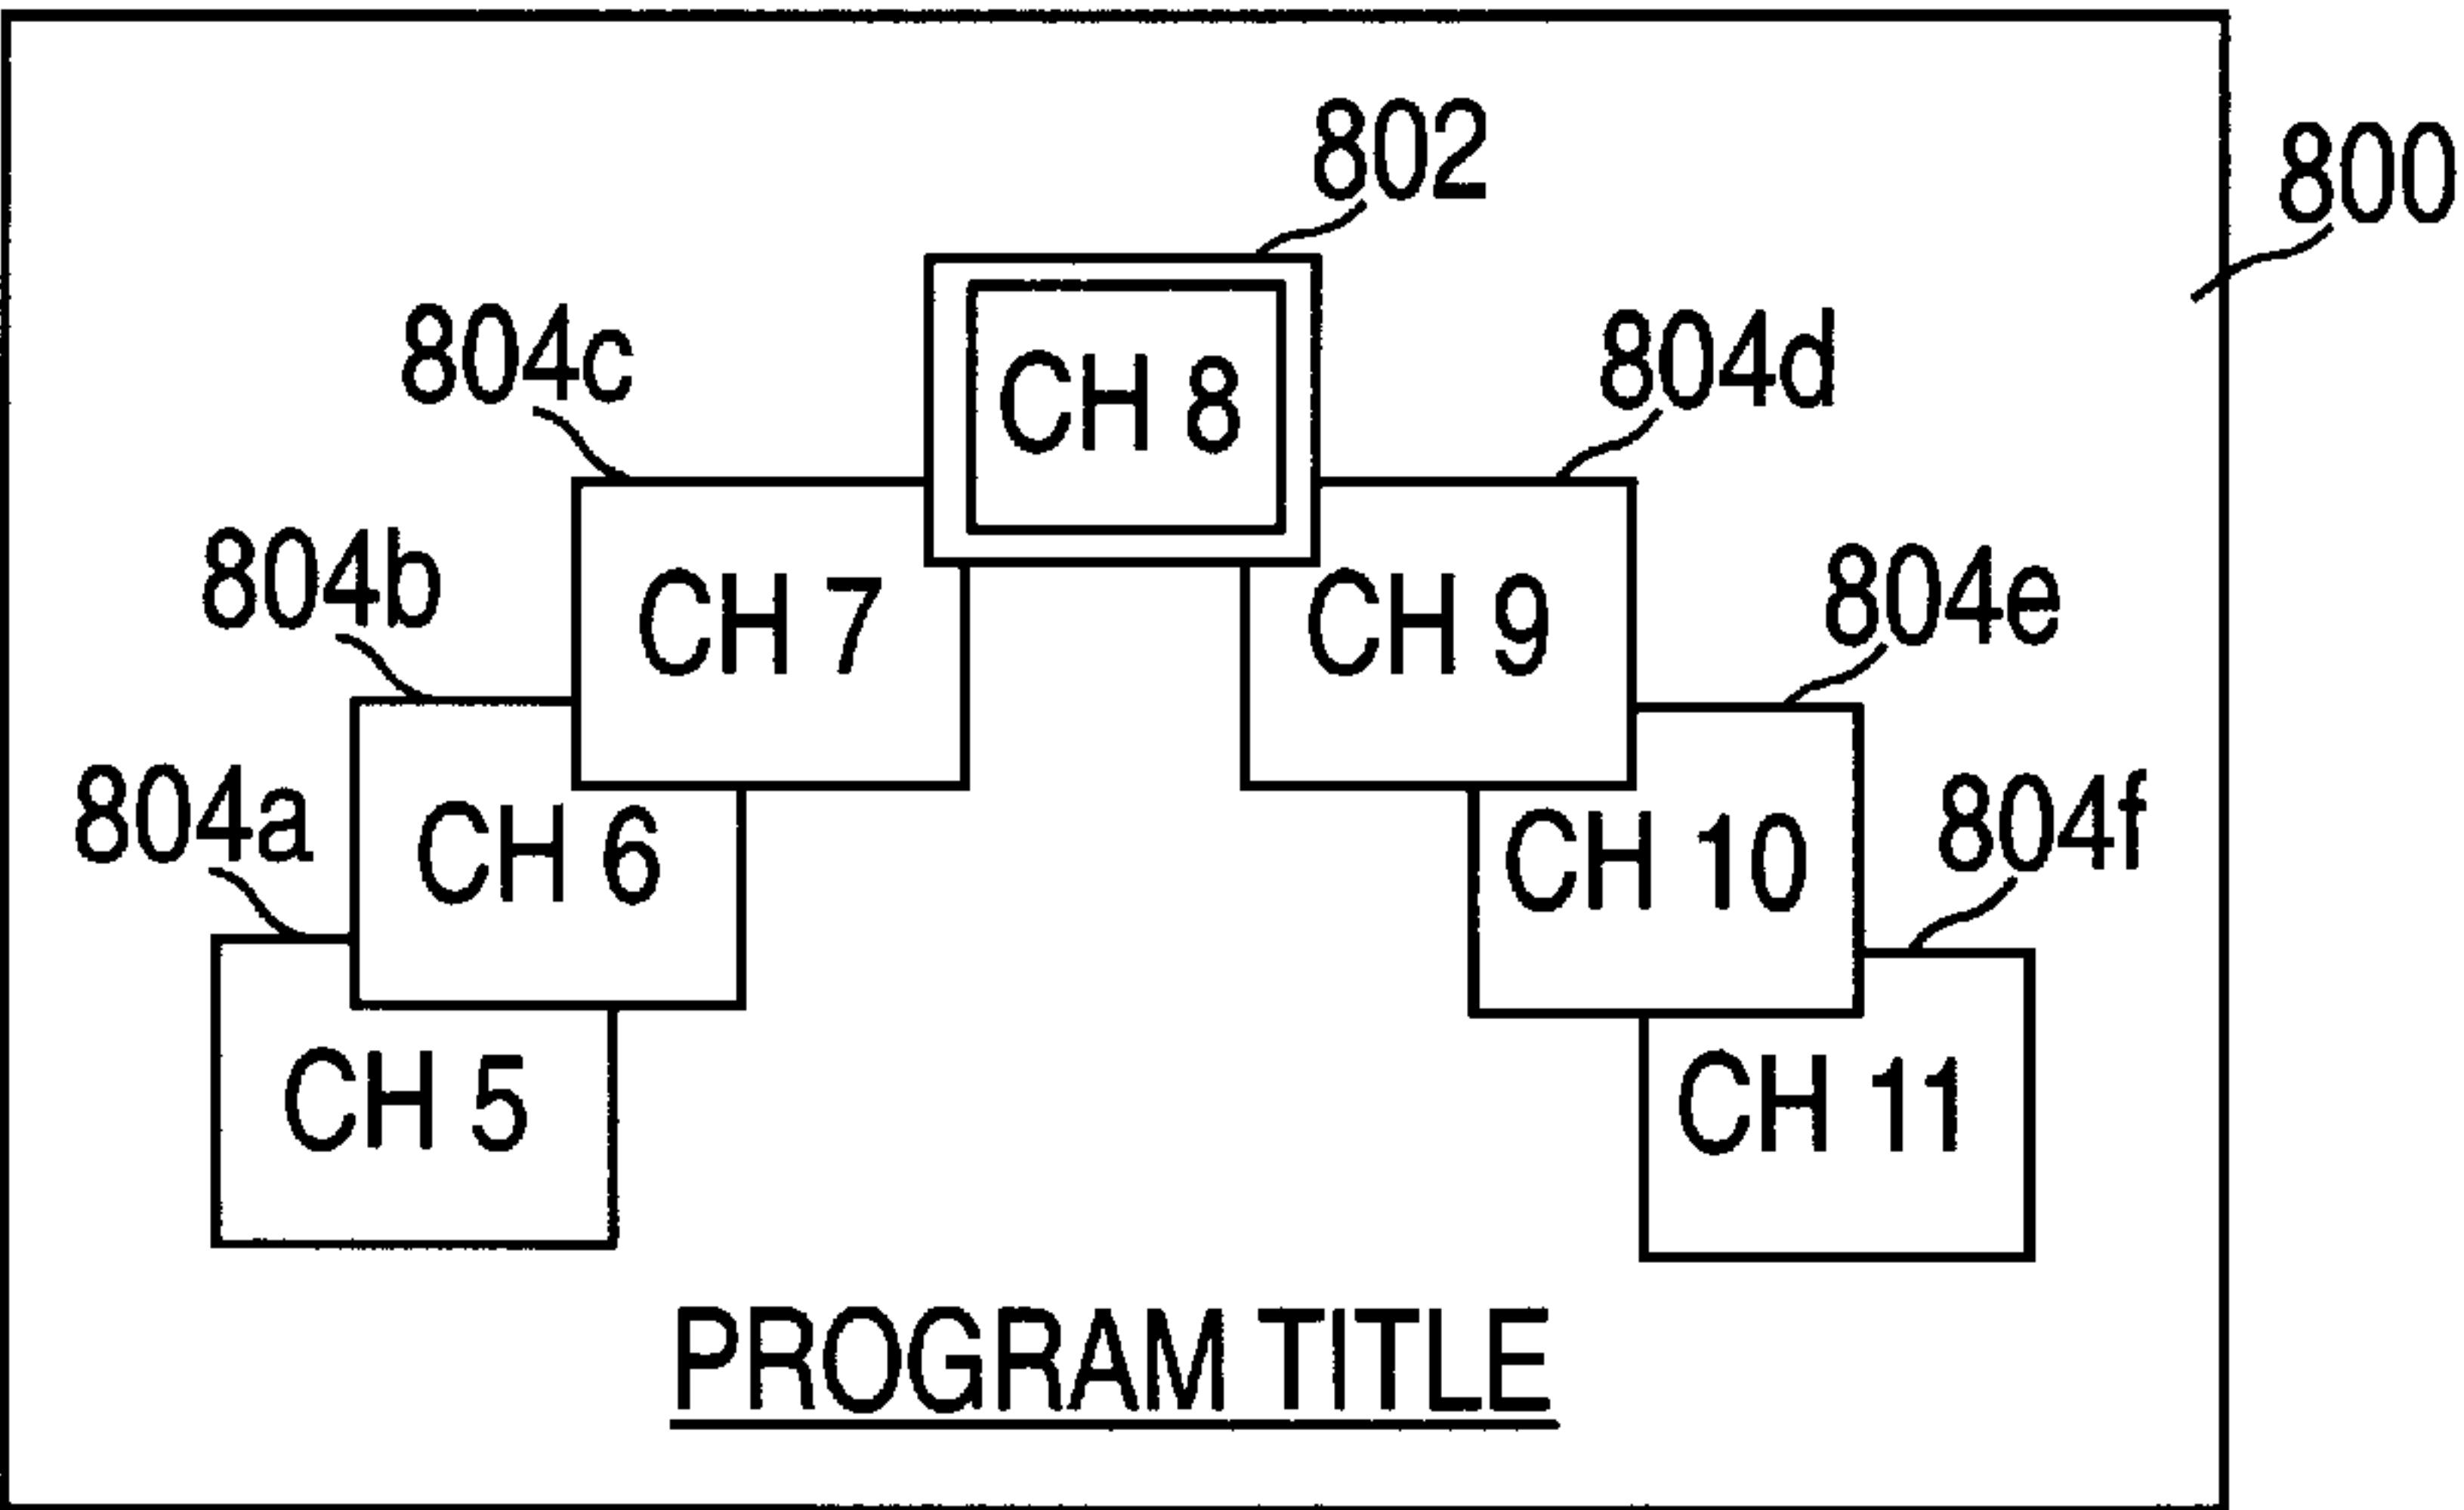 802
800
804c
CH 8
804d
804b
CH 7
CH 9
804e
804a
CH 6
CH 10
804f
CH 5
CH 11
PROGRAM TITLE